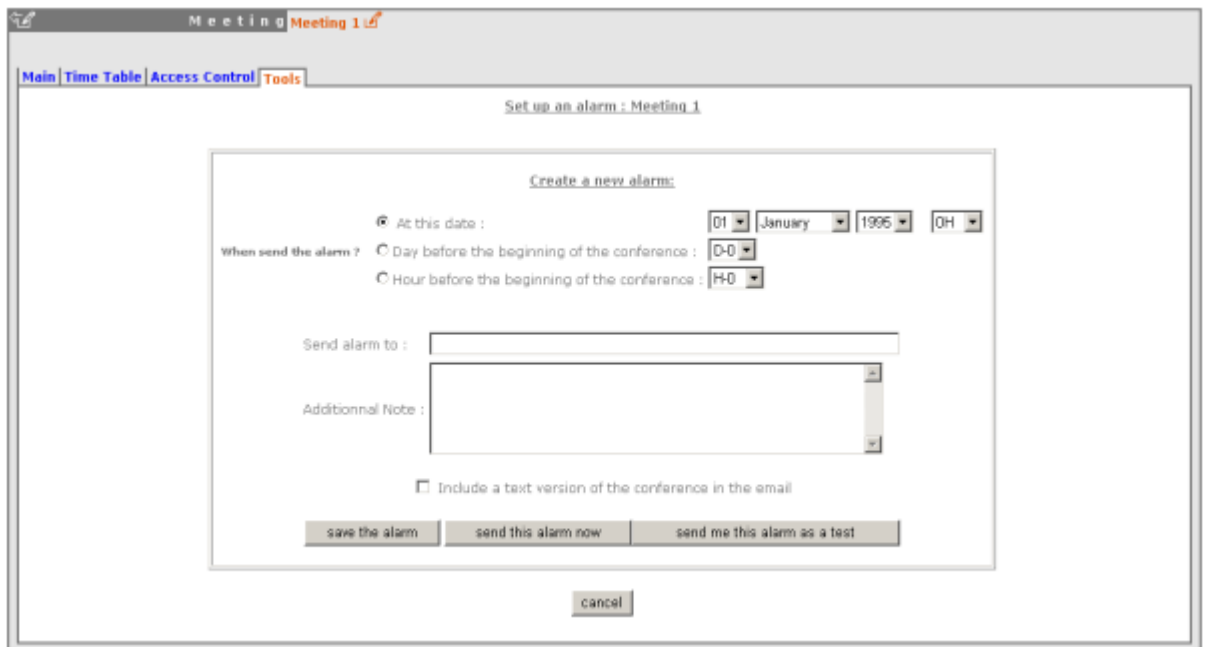 Meeting Meeting 1
Main Time Table Access Control Tools
Set up an alarm : Meeting 1
Create a new alarm:
At this date : 01 January 1995 0H
When send the alarm ? Day before the beginning of the conference : D-0
Hour before the beginning of the conference : H-0
Send alarm to :
Additionnal Note :
Include a text version of the conference in the email
save the alarm send this alarm now send me this alarm as a test
cancel